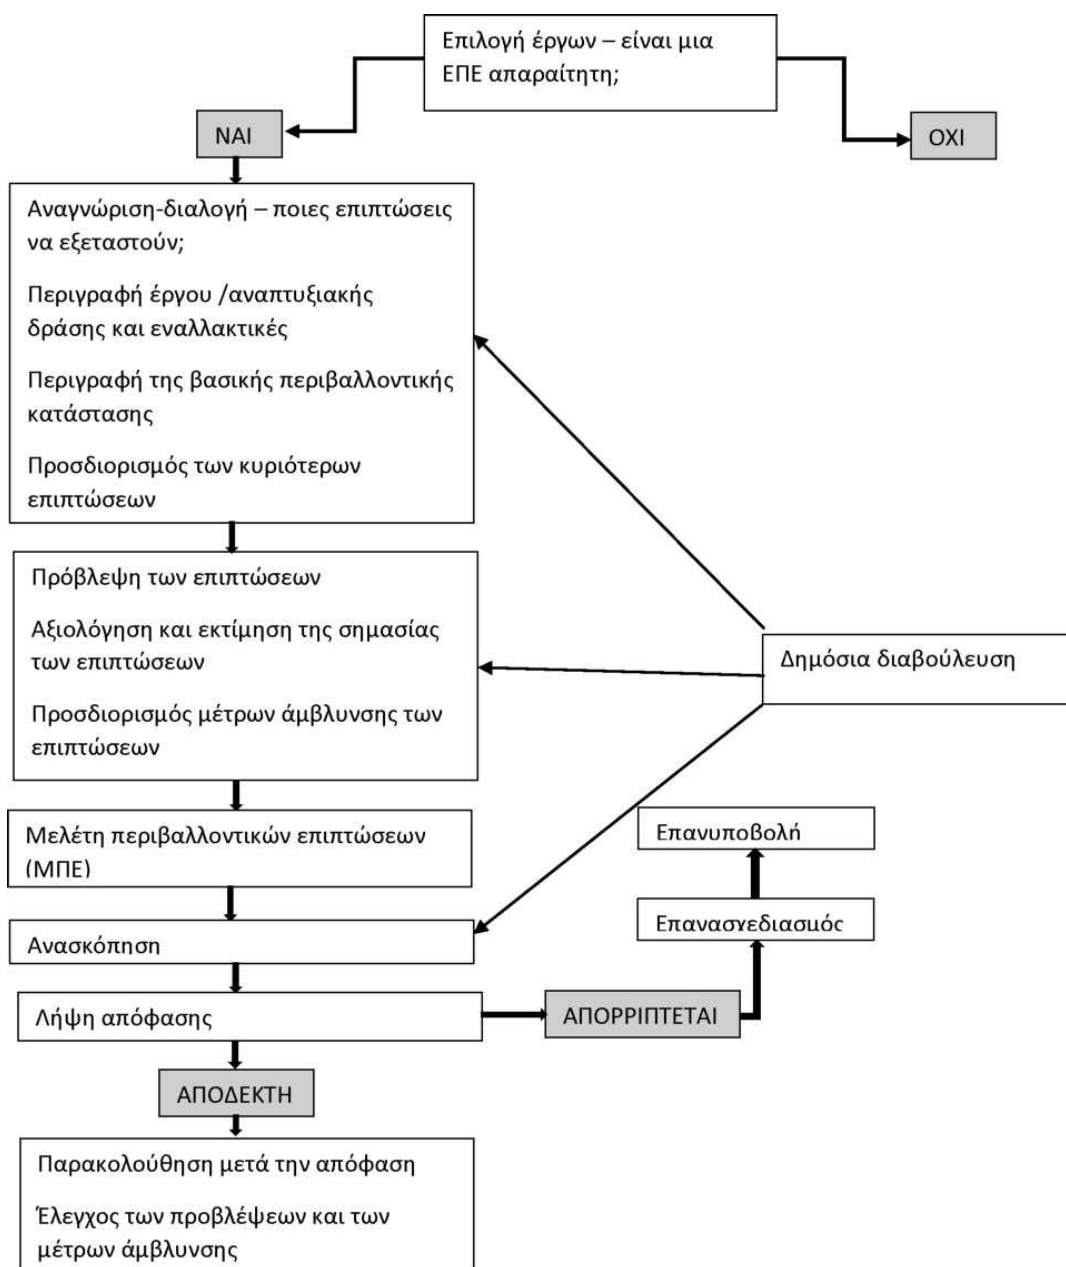 Επιλογή έργων – είναι μια
ΕΠΕ απαραίτητη;
ΝΑΙ
ΟΧΙ
Αναγνώριση-διαλογή – ποιες επιπτώσεις
να εξεταστούν;
Περιγραφή έργου /αναπτυξιακής
δράσης και εναλλακτικές
Περιγραφή της βασικής περιβαλλοντικής
κατάστασης
Προσδιορισμός των κυριότερων
επιπτώσεων
Πρόβλεψη των επιπτώσεων
Αξιολόγηση και εκτίμηση της σημασίας
των επιπτώσεων
Προσδιορισμός μέτρων άμβλυνσης των
επιπτώσεων
Δημόσια διαβούλευση
Μελέτη περιβαλλοντικών επιπτώσεων
(ΜΠΕ)
Επανυποβολή
Επανασχεδιασμός
Ανασκόπηση
Λήψη απόφασης
ΑΠΟΡΡΙΠΤΕΤΑΙ
ΑΠΟΔΕΚΤΗ
Παρακολούθηση μετά την απόφαση
Έλεγχος των προβλέψεων και των
μέτρων άμβλυνσης